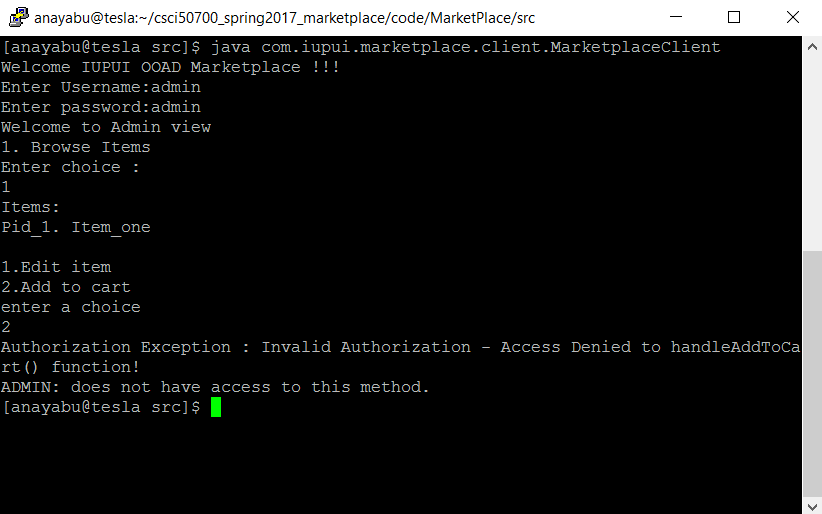 anayabu@tesla:~/csci50700_spring2017_marketplace/code/MarketPlace/src
[anayabu@tesla src]$ java com.iupui.marketplace.client.MarketplaceClient
Welcome IUPUI OOAD Marketplace !!!
Enter Username:admin
Enter password:admin
Welcome to Admin view
1. Browse Items
Enter choice :
1
Items:
Pid_1. Item_one
1.Edit item
2.Add to cart
enter a choice
2
Authorization Exception : Invalid Authorization - Access Denied to handleAddToCa
rt() function!
ADMIN: does not have access to this method.
[anayabu@tesla src]$